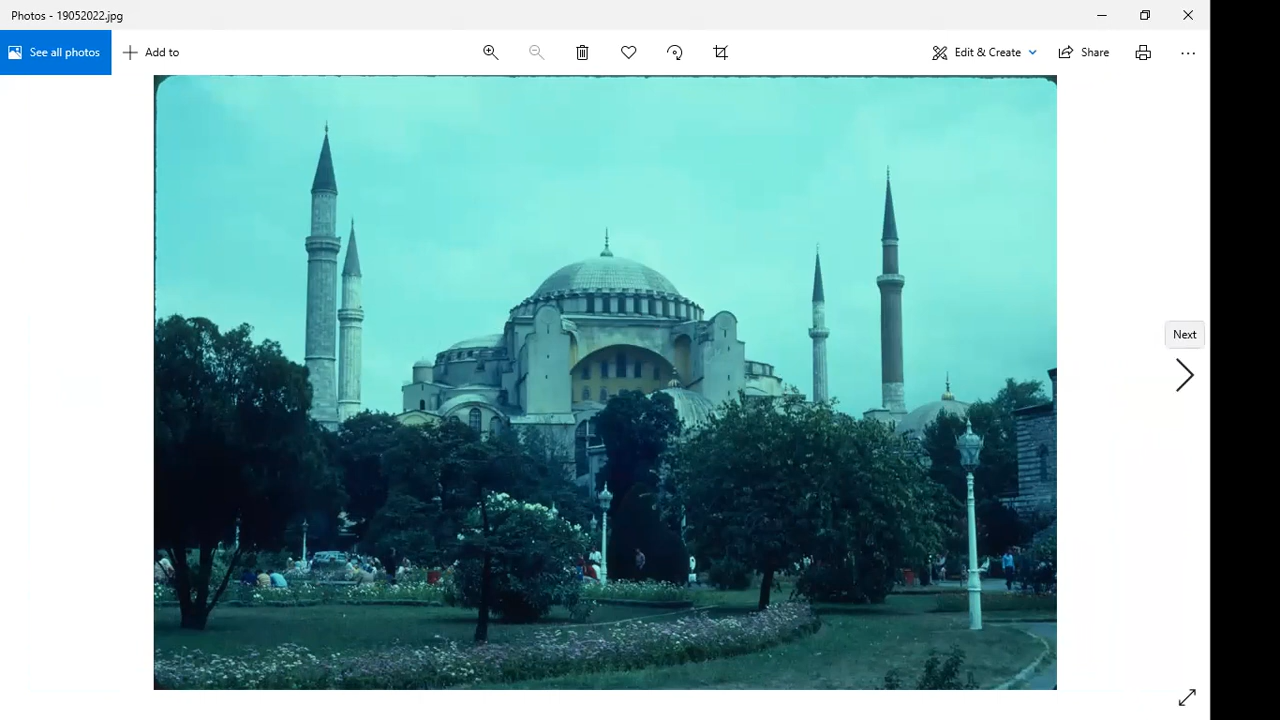 Photos - 19052022.jpg
See all photos
Add to
Edit & Create
Share
Next